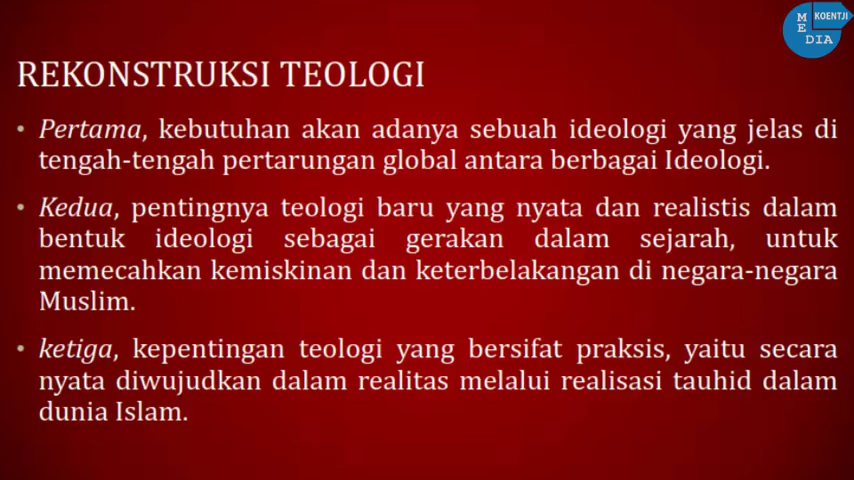 M KOENTJI
E
DIA
REKONSTRUKSI TEOLOGI
• Pertama, kebutuhan akan adanya sebuah ideologi yang jelas di
tengah-tengah pertarungan global antara berbagai Ideologi.
• Kedua, pentingnya teologi baru yang nyata dan realistis dalam
bentuk ideologi sebagai gerakan dalam sejarah, untuk
memecahkan kemiskinan dan keterbelakangan di negara-negara
Muslim.
• ketiga, kepentingan teologi yang bersifat praksis, yaitu secara
nyata diwujudkan dalam realitas melalui realisasi tauhid dalam
dunia Islam.